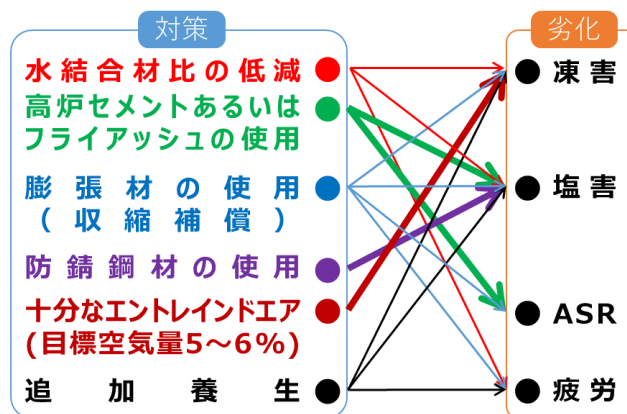 対策
水結合材比の低減
高炉セメントあるいは
フライアッシュの使用
膨張材の使用
(収縮補償)
防錆鋼材の使用
十分なエントレインドエア
(目標空気量5～6%)
追加養生
劣化
凍害
塩害
ASR
疲労